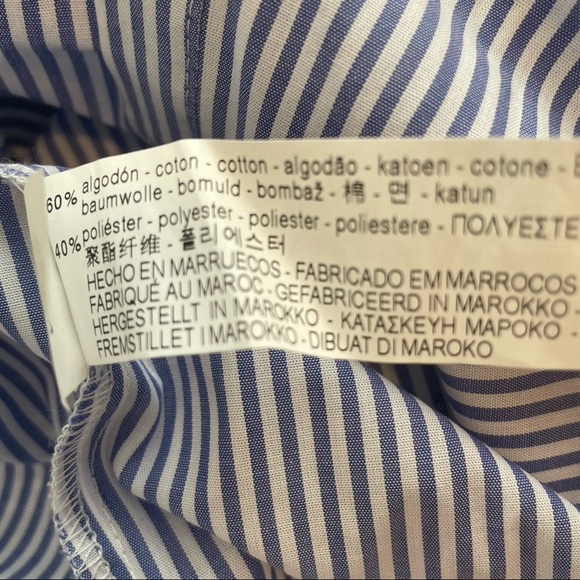 60% algodón - coton - cotton - algodão - katoen - cotone -
baumwolle - bomuld - bombaž - 棉 - 면 - katun
40% poliéster - polyester - poliester - poliestere - ΠΟΛΥΕΣΤΕ
聚酯纤维 - 폴리에스터
HECHO EN MARRUECOS - FABRICADO EM MARROCOS
FABRIQUÉ AU MAROC - GEFABRICEERD IN MAROKKO -
HERGESTELLT IN MAROKKO - ΚΑΤΑΣΚΕΥΗ ΜΑΡΟΚΟ -
FREMSTILLET I MAROKKO - DIBUAT DI MAROKO